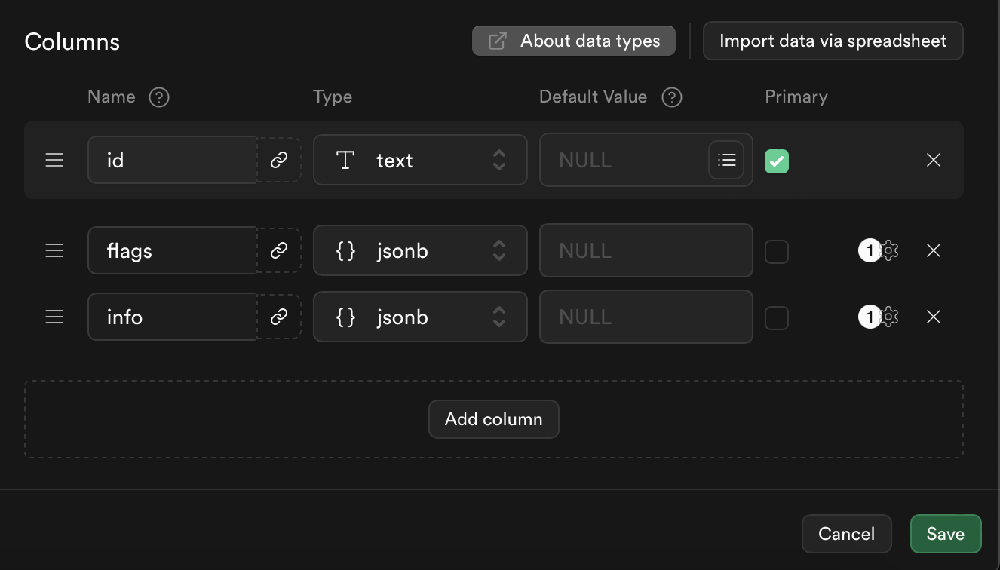 Columns
About data types
Import data via spreadsheet
Name ? Type Default Value ? Primary
id T text NULL
flags {} jsonb NULL 1
info {} jsonb NULL 1
Add column
Cancel Save